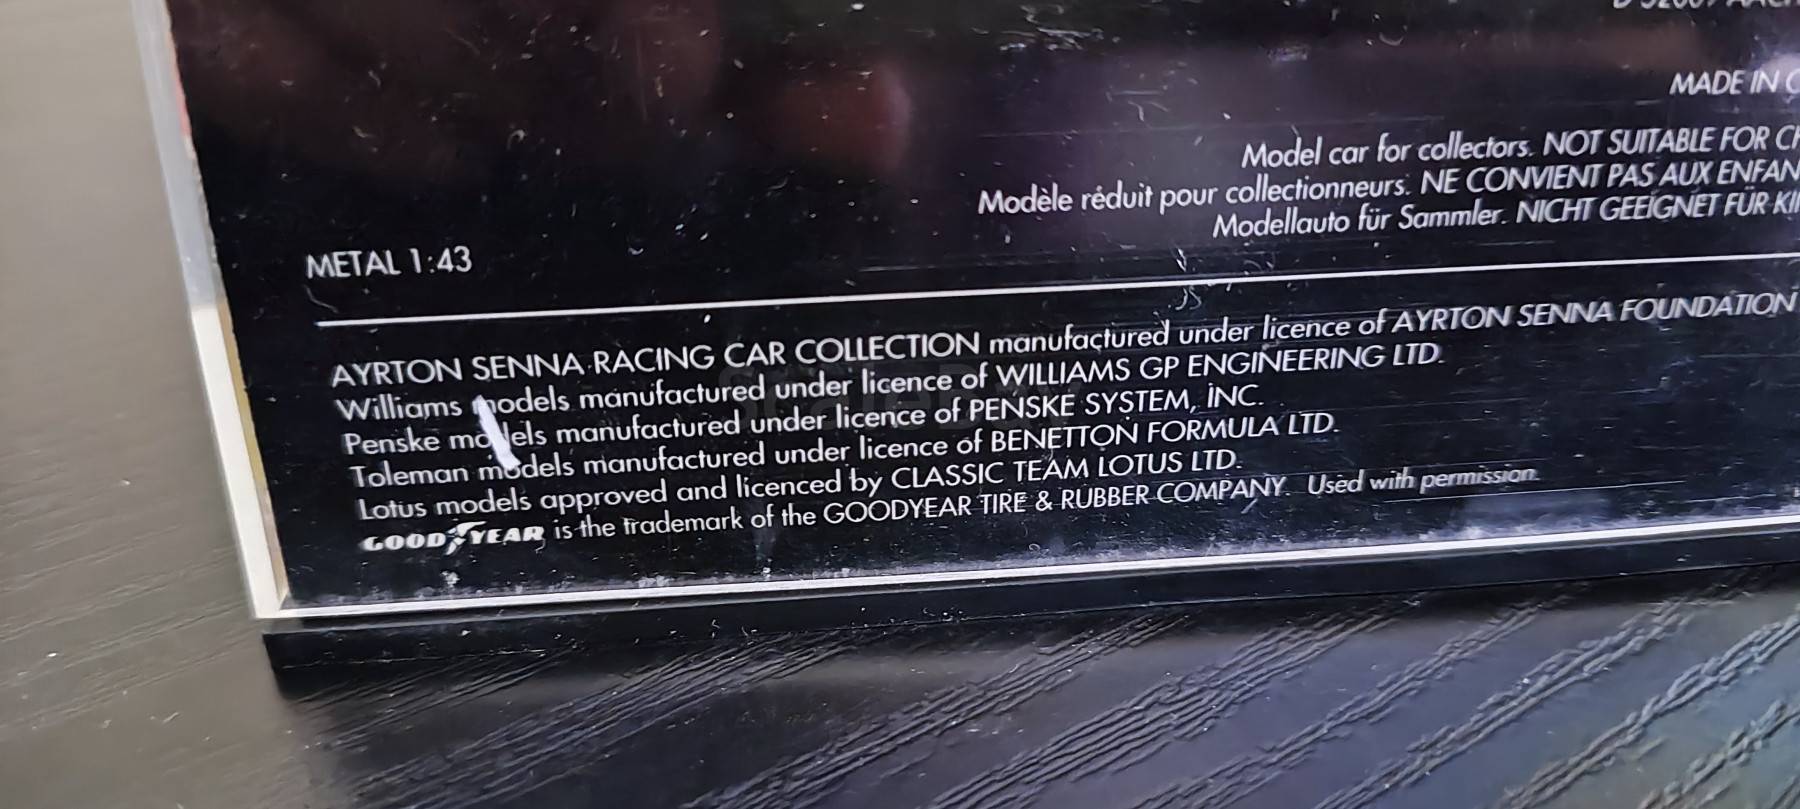 MADE IN
Model car for collectors. NOT SUITABLE FOR
Modèle réduit pour collectionneurs. NE CONVIENT PAS AUX ENFAN
Modellauto für Sammler. NICHT GEEIGNET FÜR
METAL 1:43
AYRTON SENNA RACING CAR COLLECTION manufactured under licence of AYRTON SENNA FOUNDATION
Williams models manufactured under licence of WILLIAMS GP ENGINEERING LTD.
Penske models manufactured under licence of PENSKE SYSTEM, INC.
Toleman models manufactured under licence of BENETTON FORMULA LTD.
Lotus models approved and licenced by CLASSIC TEAM LOTUS LTD.
GOODYEAR is the trademark of the GOODYEAR TIRE & RUBBER COMPANY. Used with permission.